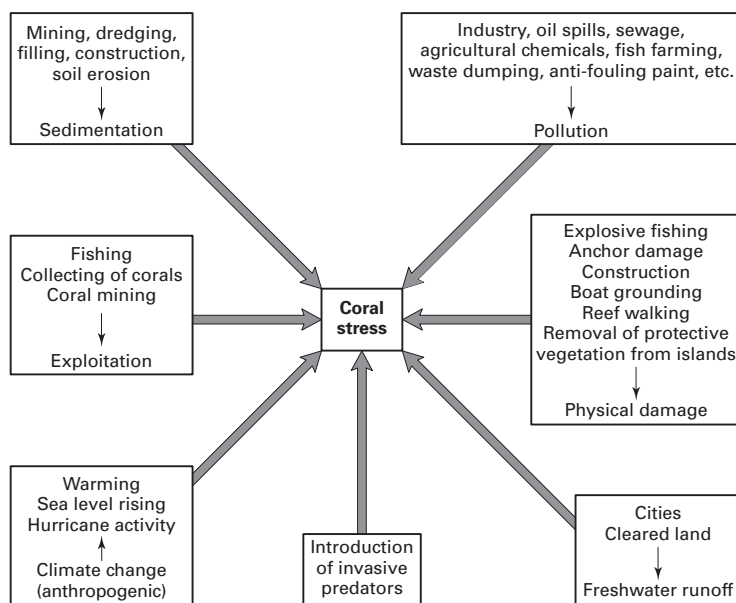 Mining, dredging,
filling, construction,
soil erosion
Sedimentation
Industry, oil spills, sewage,
agricultural chemicals, fish farming,
waste dumping, anti-fouling paint, etc.
Pollution
Fishing
Collecting of corals
Coral mining
Exploitation
Coral
stress
Explosive fishing
Anchor damage
Construction
Boat grounding
Reef walking
Removal of protective
vegetation from islands
Physical damage
Warming
Sea level rising
Hurricane activity
Climate change
(anthropogenic)
Introduction
of invasive
predators
Cities
Cleared land
Freshwater runoff